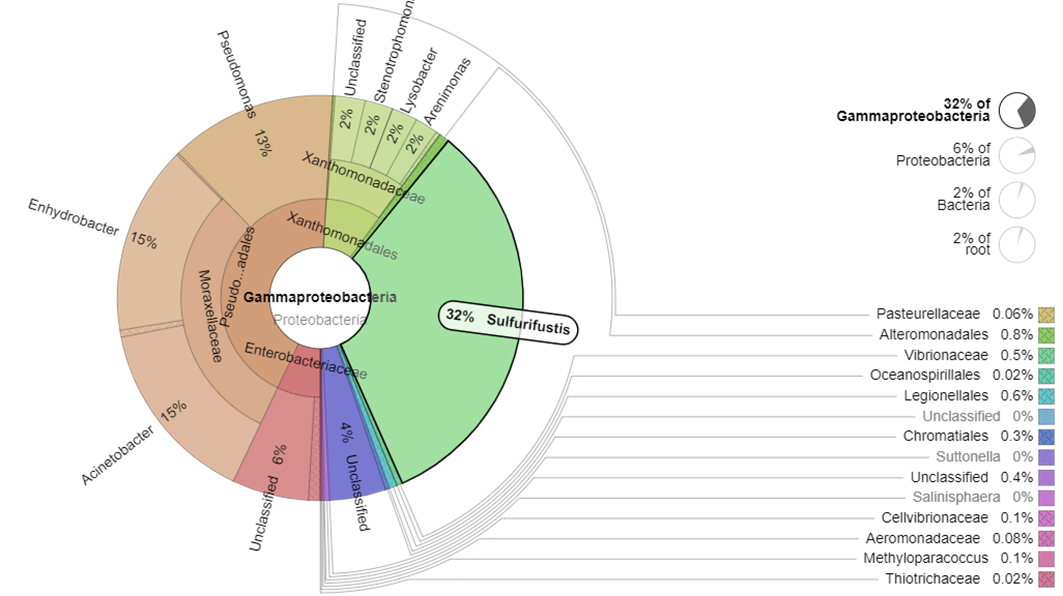 Unclassified
Stenotrophomon
Lysobacter
Arenimonas
2%
2%
2%
2%
Pseudomonas
13%
Xanthomonadaceae
Xanthomonadales
Enhydrobacter
15%
Moraxellaceae
Pseudo...adales
Gammaproteobacteria
Proteobacteria
32% Sulfurifustis
Enterobacteriaceae
Acinetobacter
15%
Unclassified
6%
4%
Unclassified
32% of
Gammaproteobacteria
6% of
Proteobacteria
2% of
Bacteria
2% of
root
Pasteurellaceae 0.06%
Alteromonadales 0.8%
Vibrionaceae 0.5%
Oceanospirillales 0.02%
Legionellales 0.6%
Unclassified 0%
Chromatiales 0.3%
Suttonella 0%
Unclassified 0.4%
Salinisphaera 0%
Cellvibrionaceae 0.1%
Aeromonadaceae 0.08%
Methyloparacoccus 0.1%
Thiotrichaceae 0.02%